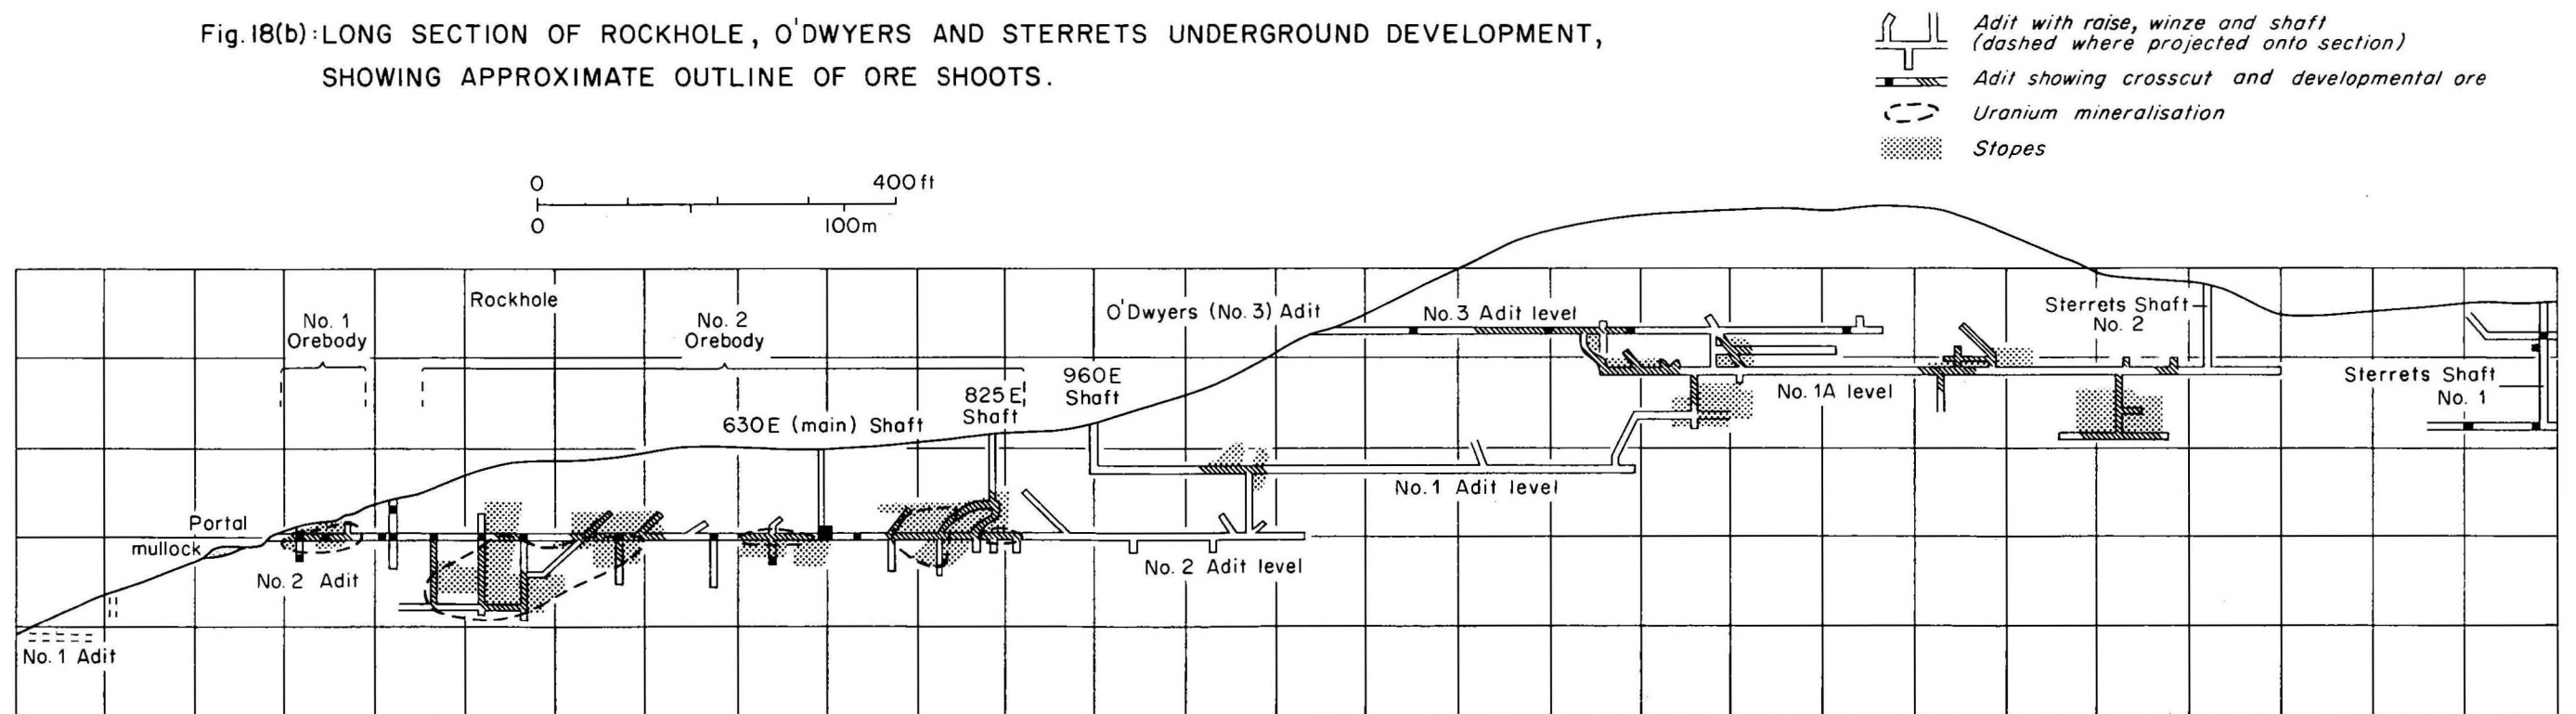 Fig. 18(b): LONG SECTION OF ROCKHOLE, O'DWYERS AND STERRETS UNDERGROUND DEVELOPMENT,
SHOWING APPROXIMATE OUTLINE OF ORE SHOOTS.
Adit with raise, winze and shaft
(dashed where projected onto section)
Adit showing crosscut and developmental ore
Uranium mineralisation
Stopes
0
400 ft
0
100m
Rockhole
No. 1
Orebody
No. 2
Orebody
630E (main) Shaft
825E
Shaft
960E
Shaft
O'Dwyers (No. 3) Adit
No. 3 Adit level
Sterrets Shaft
No. 2
No. 1A level
Sterrets Shaft
No. 1
No. 1 Adit level
Portal
mullock
No. 2 Adit
No. 2 Adit level
No. 1 Adit